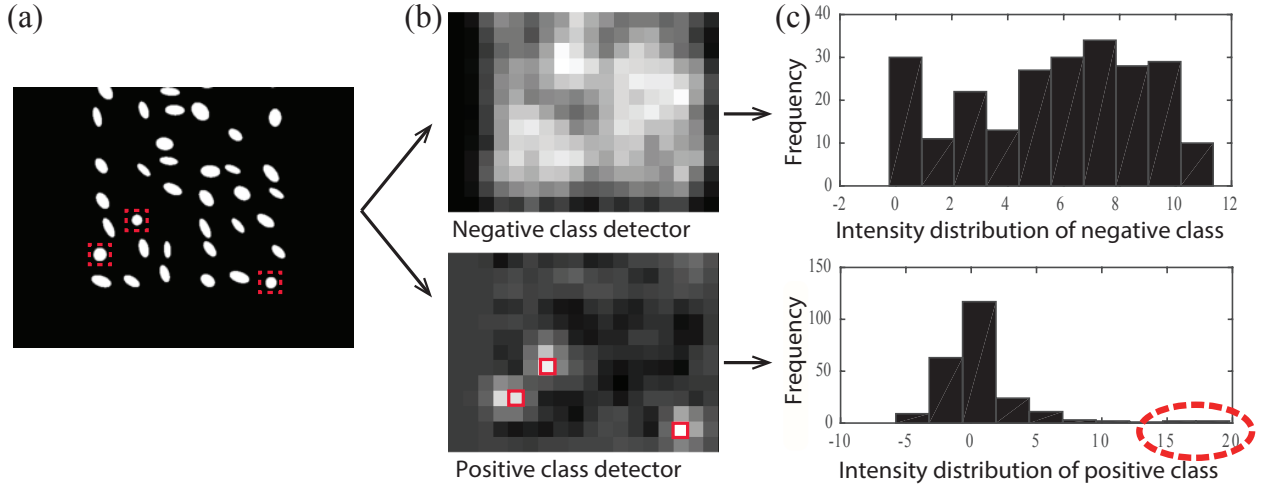 (a)
(b)
(c)
Negative class detector
Positive class detector
Frequency
40
30
20
10
0
-2 0 2 4 6 8 10 12
Intensity distribution of negative class
Frequency
150
100
50
0
-10 -5 0 5 10 15 20
Intensity distribution of positive class